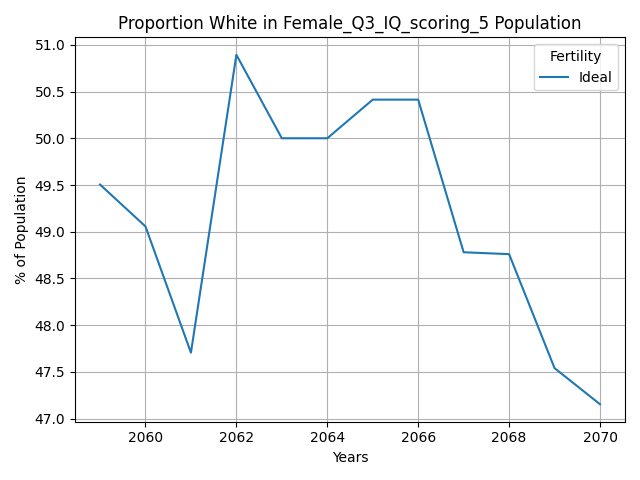 Proportion White in Female_Q3_IQ_scoring_5 Population
Fertility
Ideal
51.0
50.5
50.0
49.5
49.0
48.5
48.0
47.5
47.0
% of Population
2060 2062 2064 2066 2068 2070
Years